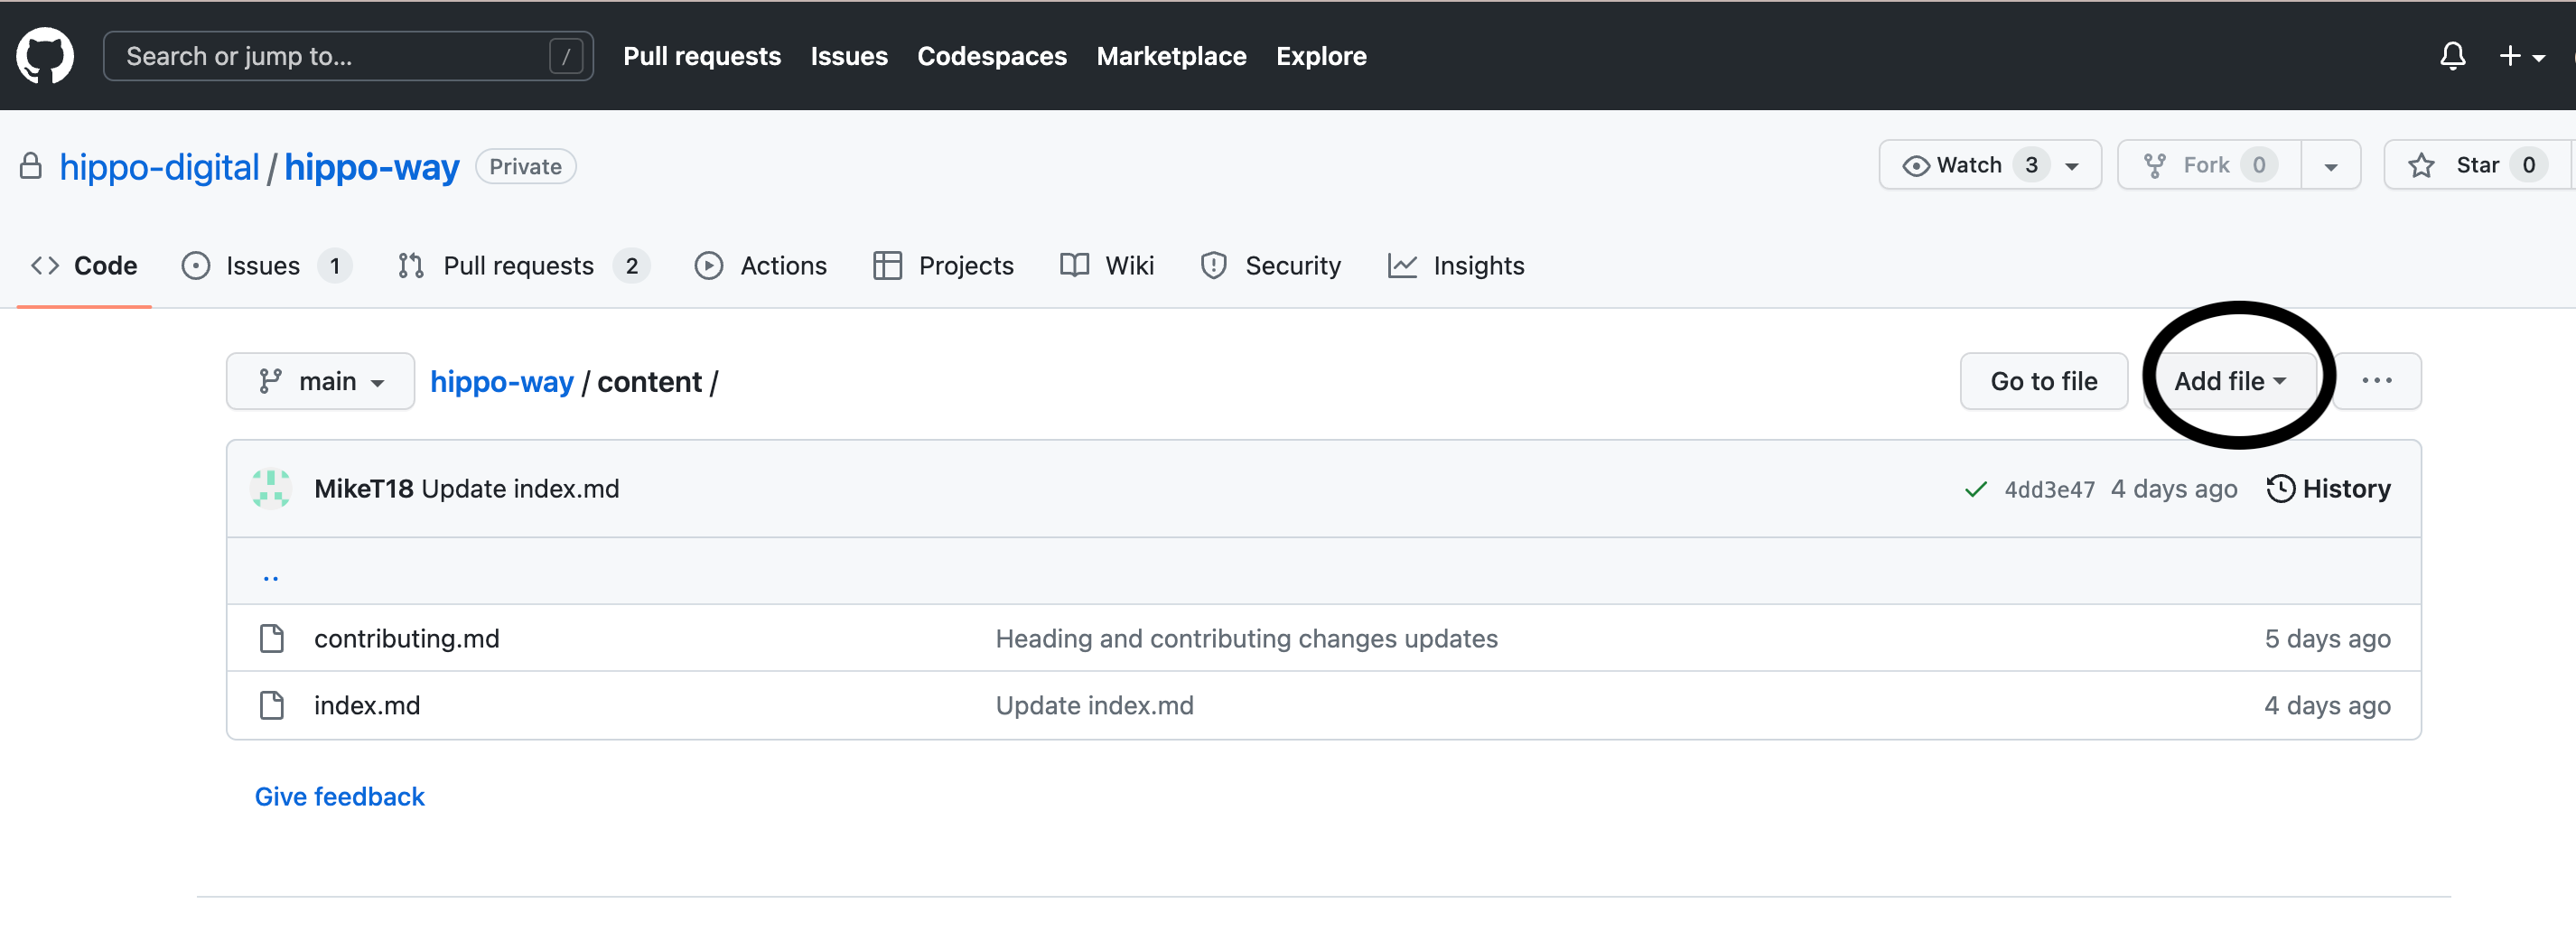 Search or jump to... / Pull requests Issues Codespaces Marketplace Explore
hippo-digital / hippo-way Private Watch 3 Fork 0 Star 0
Code Issues 1 Pull requests 2 Actions Projects Wiki Security Insights
main hippo-way / content / Go to file Add file ...
MikeT18 Update index.md 4dd3e47 4 days ago History
..
contributing.md Heading and contributing changes updates 5 days ago
index.md Update index.md 4 days ago
Give feedback